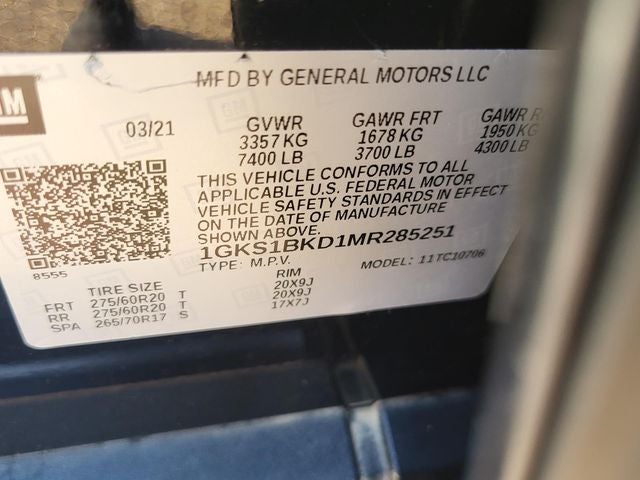 GM
MFD BY GENERAL MOTORS LLC
03/21 GVWR GAWR FRT GAWR R
3357 KG 1678 KG 1950 KG
7400 LB 3700 LB 4300 LB
THIS VEHICLE CONFORMS TO ALL
APPLICABLE U.S. FEDERAL MOTOR
VEHICLE SAFETY STANDARDS IN EFFECT
ON THE DATE OF MANUFACTURE
SHOWN ABOVE.
1GKS1BKD1MR285251
TYPE: M.P.V. MODEL: 11TC10706
8555
TIRE SIZE RIM
FRT 275/60R20 T 20X9J
RR 275/60R20 T 20X9J
SPA 265/70R17 S 17X7J